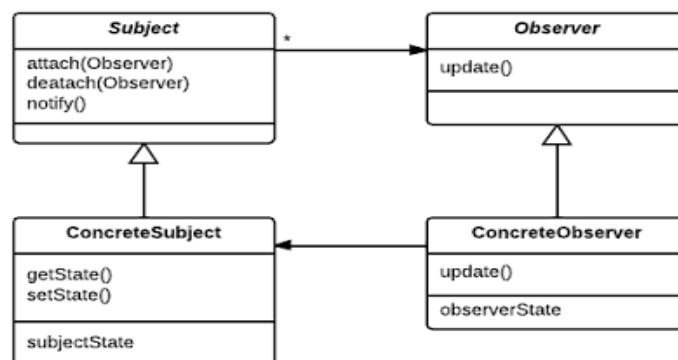 Subject
attach(Observer)
deatach(Observer)
notify()
*
Observer
update()
ConcreteSubject
getState()
setState()
subjectState
ConcreteObserver
update()
observerState